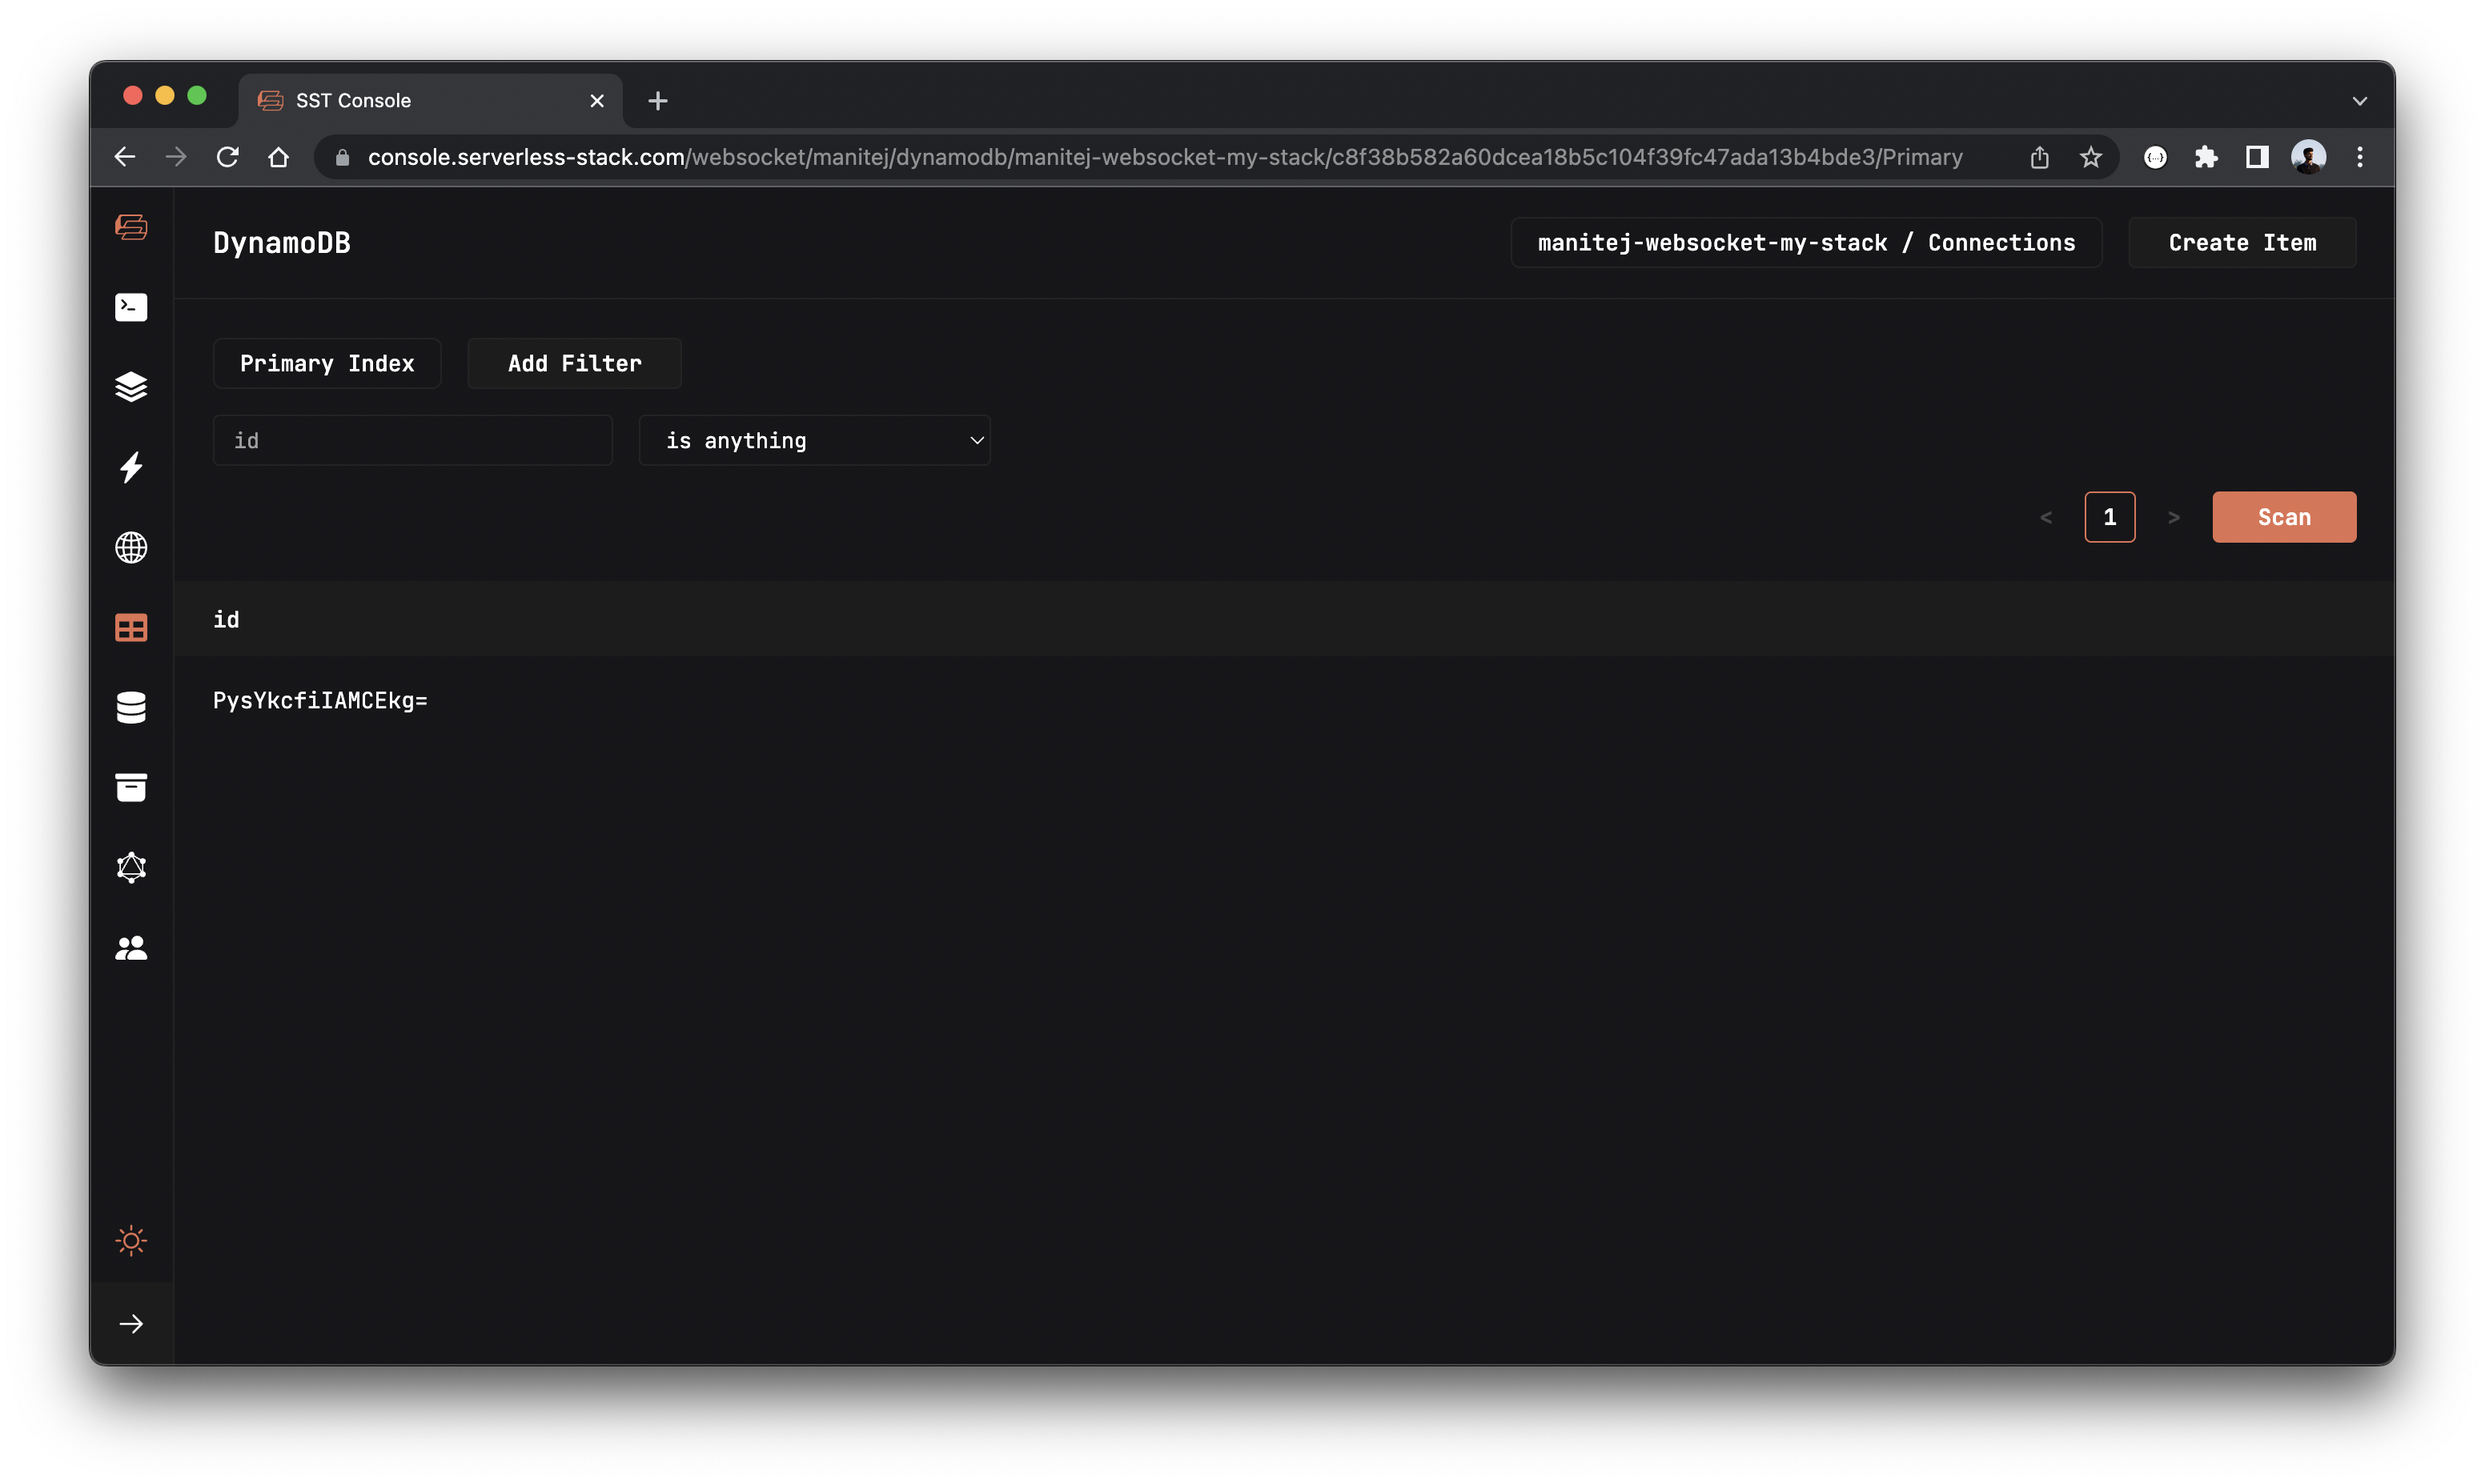 SST Console
console.serverless-stack.com/websocket/manitej/dynamodb/manitej-websocket-my-stack/c8f38b582a60dcea18b5c104f39fc47ada13b4bde3/Primary
DynamoDB
manitej-websocket-my-stack / Connections
Create Item
Primary Index
Add Filter
id
is anything
< 1 >
Scan
id
PysYkcfiIAMCEkg=